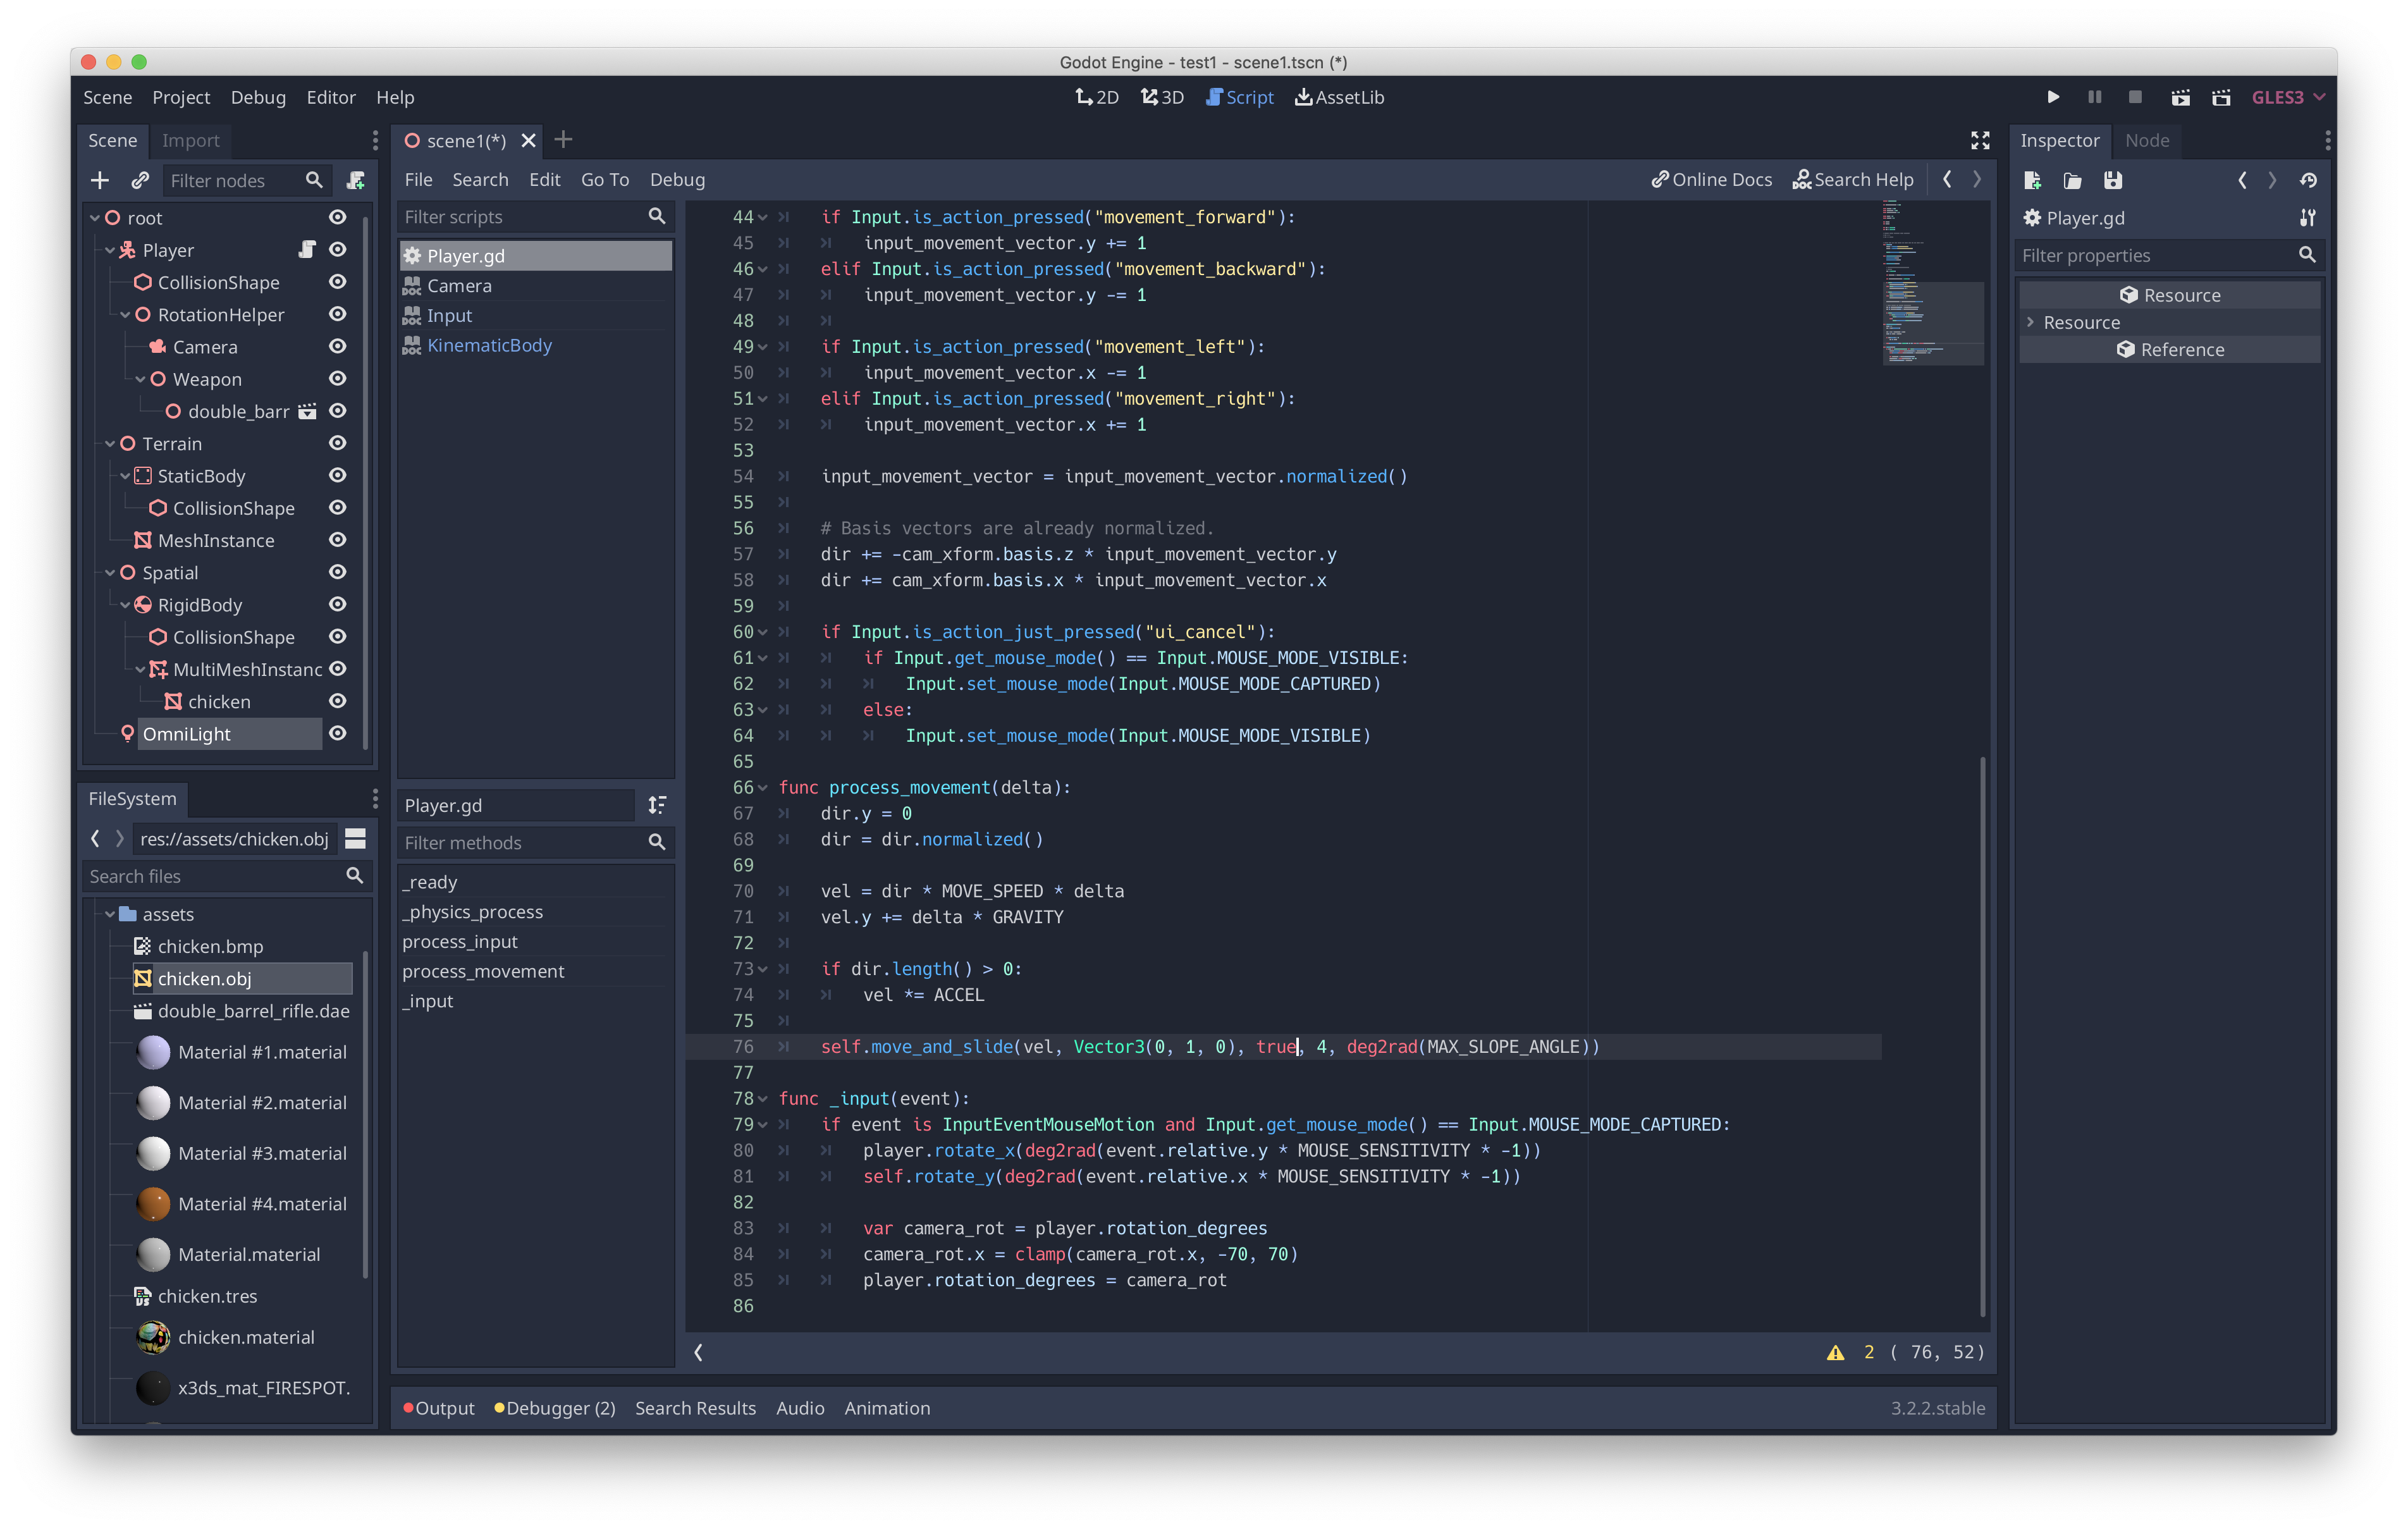 Godot Engine - test1 - scene1.tscn (*)
Scene Project Debug Editor Help
2D 3D Script AssetLib
GLES3
Scene Import
Filter nodes
root
Player
CollisionShape
RotationHelper
Camera
Weapon
double_barr
Terrain
StaticBody
CollisionShape
MeshInstance
Spatial
RigidBody
CollisionShape
MultiMeshInstanc
chicken
OmniLight
FileSystem
res://assets/chicken.obj
Search files
assets
chicken.bmp
chicken.obj
double_barrel_rifle.dae
Material #1.material
Material #2.material
Material #3.material
Material #4.material
Material.material
chicken.tres
chicken.material
x3ds_mat_FIRESPOT.
scene1(*)
File Search Edit Go To Debug
Online Docs Search Help
Filter scripts
Player.gd
DOC Camera
DOC Input
DOC KinematicBody
Player.gd
Filter methods
_ready
_physics_process
process_input
process_movement
_input
44 if Input.is_action_pressed("movement_forward"):
45 input_movement_vector.y += 1
46 elif Input.is_action_pressed("movement_backward"):
47 input_movement_vector.y -= 1
48
49 if Input.is_action_pressed("movement_left"):
50 input_movement_vector.x -= 1
51 elif Input.is_action_pressed("movement_right"):
52 input_movement_vector.x += 1
53
54 input_movement_vector = input_movement_vector.normalized()
55
56 # Basis vectors are already normalized.
57 dir += -cam_xform.basis.z * input_movement_vector.y
58 dir += cam_xform.basis.x * input_movement_vector.x
59
60 if Input.is_action_just_pressed("ui_cancel"):
61 if Input.get_mouse_mode() == Input.MOUSE_MODE_VISIBLE:
62 Input.set_mouse_mode(Input.MOUSE_MODE_CAPTURED)
63 else:
64 Input.set_mouse_mode(Input.MOUSE_MODE_VISIBLE)
65
66 func process_movement(delta):
67 dir.y = 0
68 dir = dir.normalized()
69
70 vel = dir * MOVE_SPEED * delta
71 vel.y += delta * GRAVITY
72
73 if dir.length() > 0:
74 vel *= ACCEL
75
76 self.move_and_slide(vel, Vector3(0, 1, 0), true, 4, deg2rad(MAX_SLOPE_ANGLE))
77
78 func _input(event):
79 if event is InputEventMouseMotion and Input.get_mouse_mode() == Input.MOUSE_MODE_CAPTURED:
80 player.rotate_x(deg2rad(event.relative.y * MOUSE_SENSITIVITY * -1))
81 self.rotate_y(deg2rad(event.relative.x * MOUSE_SENSITIVITY * -1))
82
83 var camera_rot = player.rotation_degrees
84 camera_rot.x = clamp(camera_rot.x, -70, 70)
85 player.rotation_degrees = camera_rot
86
2 ( 76, 52)
Output Debugger (2) Search Results Audio Animation
3.2.2.stable
Inspector Node
Player.gd
Filter properties
Resource
Resource
Reference